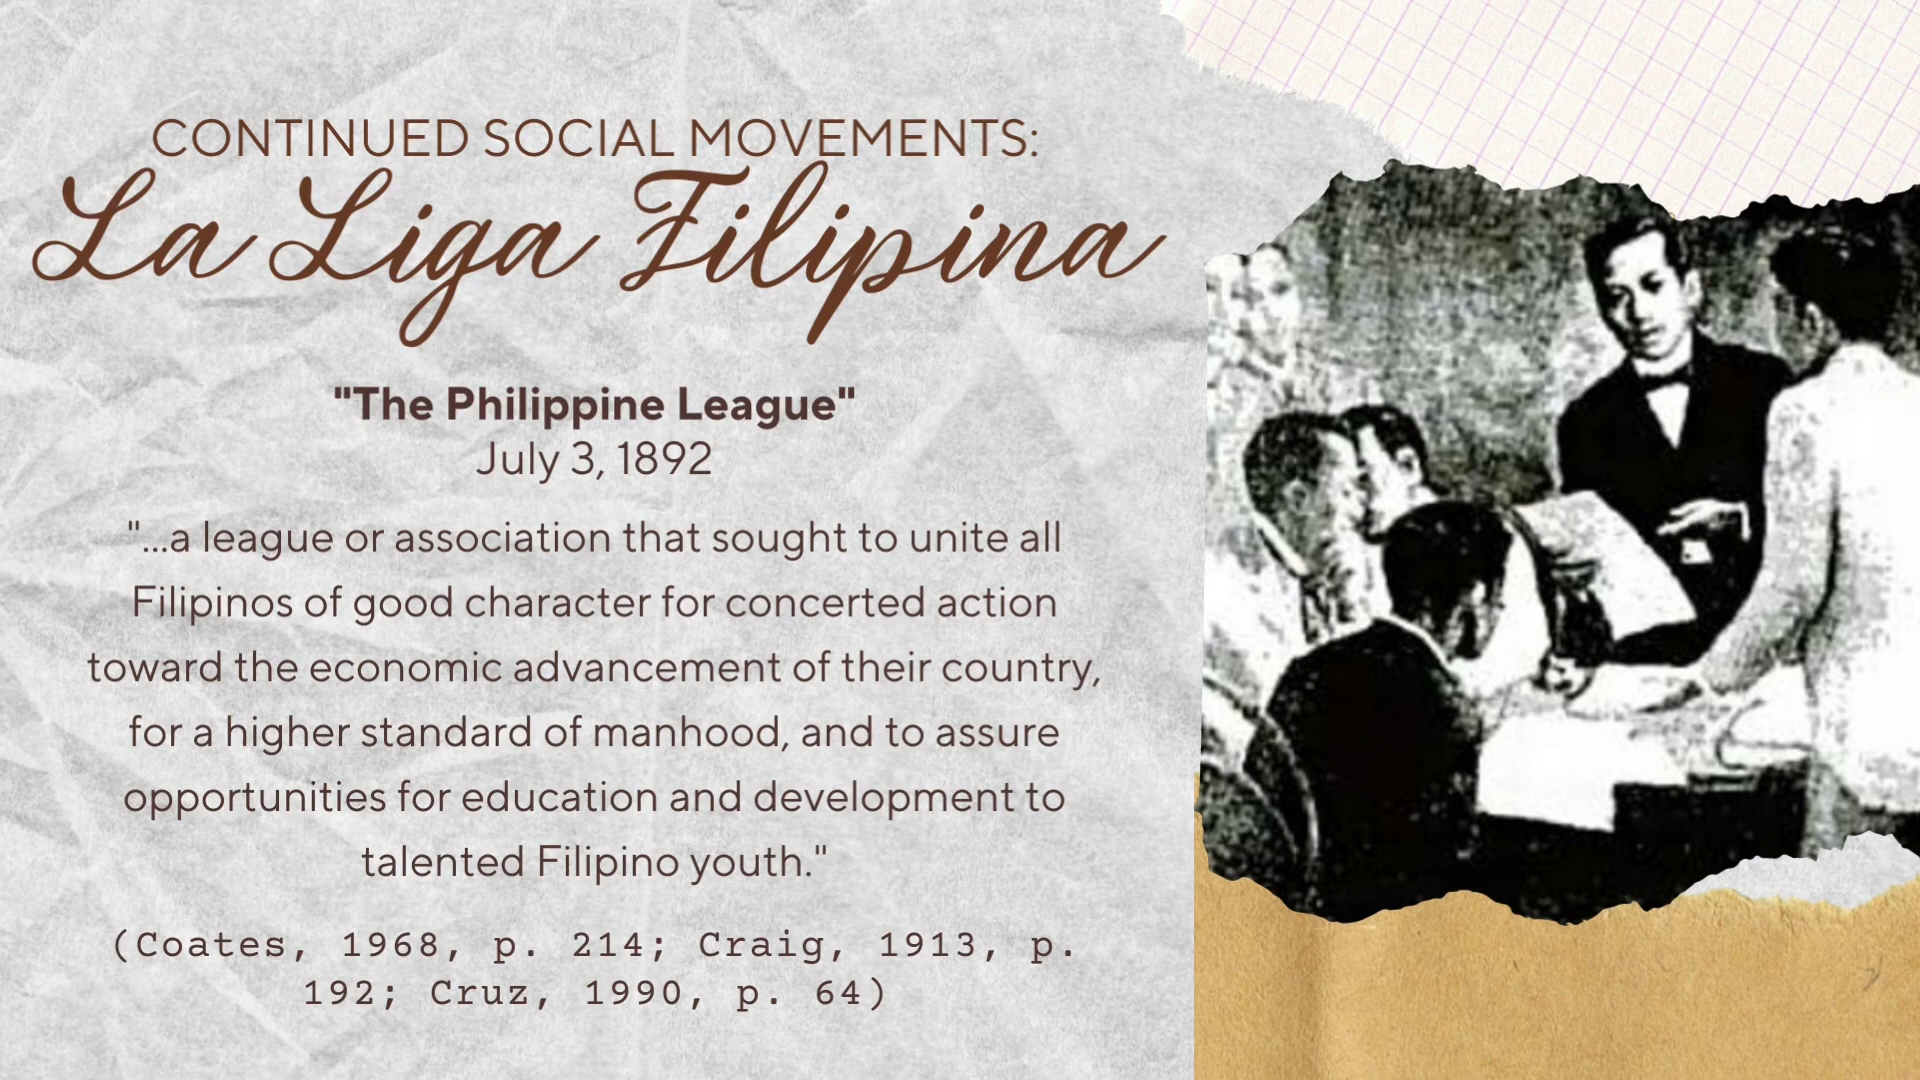 CONTINUED SOCIAL MOVEMENTS:
La Liga Filipina
"The Philippine League"
July 3, 1892
"...a league or association that sought to unite all
Filipinos of good character for concerted action
toward the economic advancement of their country,
for a higher standard of manhood, and to assure
opportunities for education and development to
talented Filipino youth."
(Coates, 1968, p. 214; Craig, 1913, p.
192; Cruz, 1990, p. 64)